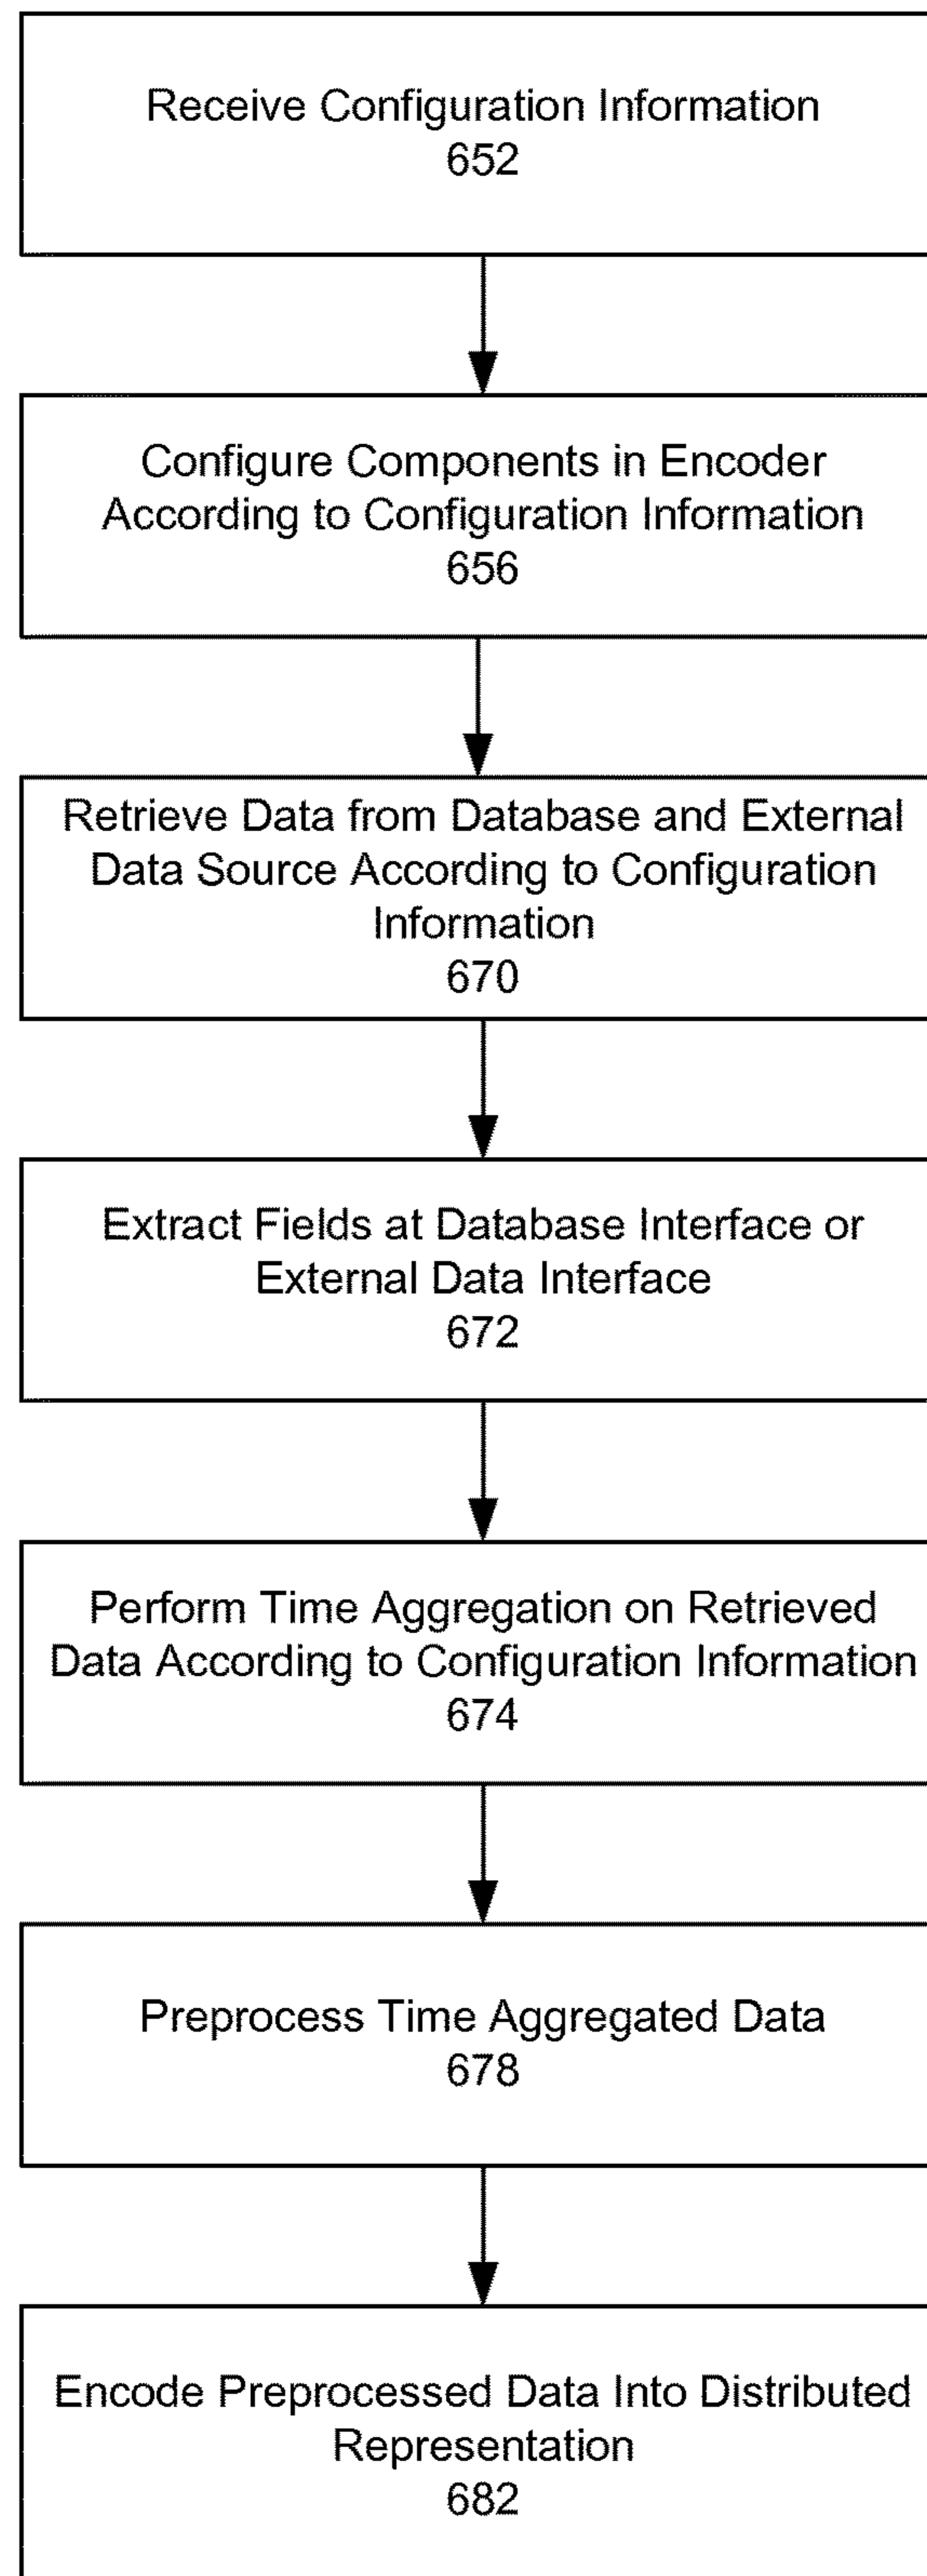 Receive Configuration Information
652
Configure Components in Encoder
According to Configuration Information
656
Retrieve Data from Database and External
Data Source According to Configuration
Information
670
Extract Fields at Database Interface or
External Data Interface
672
Perform Time Aggregation on Retrieved
Data According to Configuration Information
674
Preprocess Time Aggregated Data
678
Encode Preprocessed Data Into Distributed
Representation
682